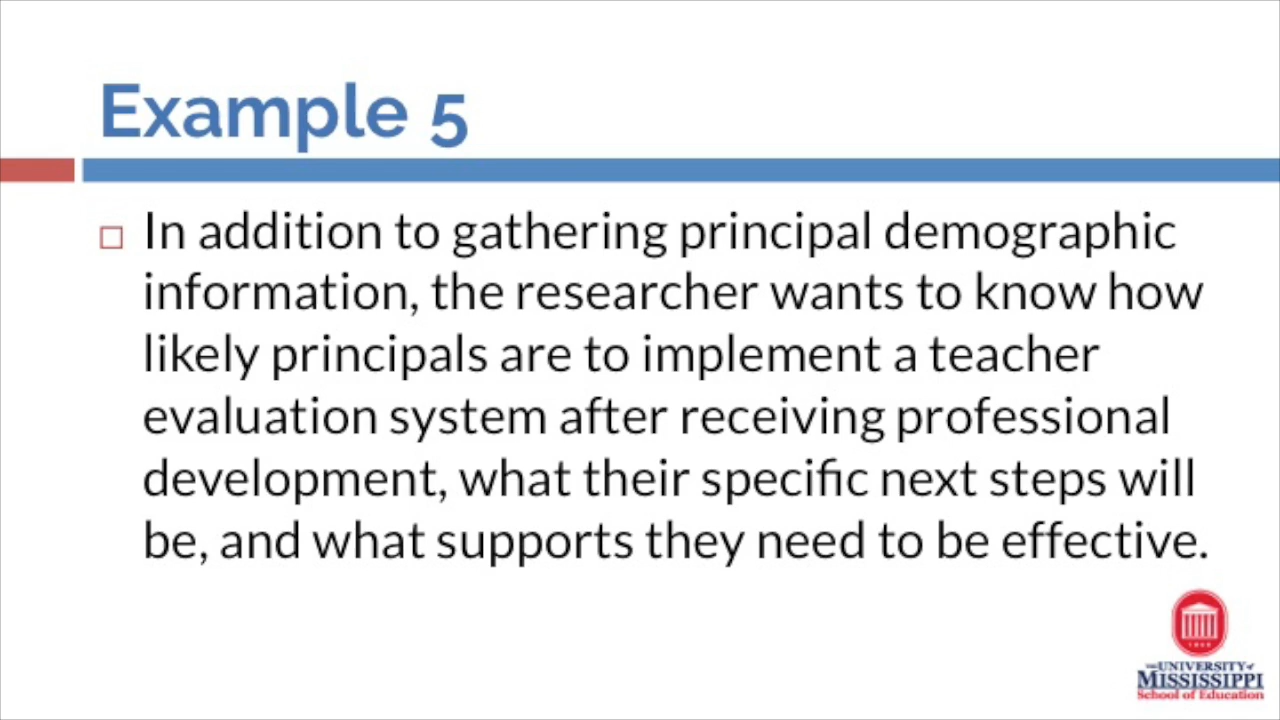 Example 5
In addition to gathering principal demographic
information, the researcher wants to know how
likely principals are to implement a teacher
evaluation system after receiving professional
development, what their specific next steps will
be, and what supports they need to be effective.
1848
THE UNIVERSITY of
MISSISSIPPI
School of Education